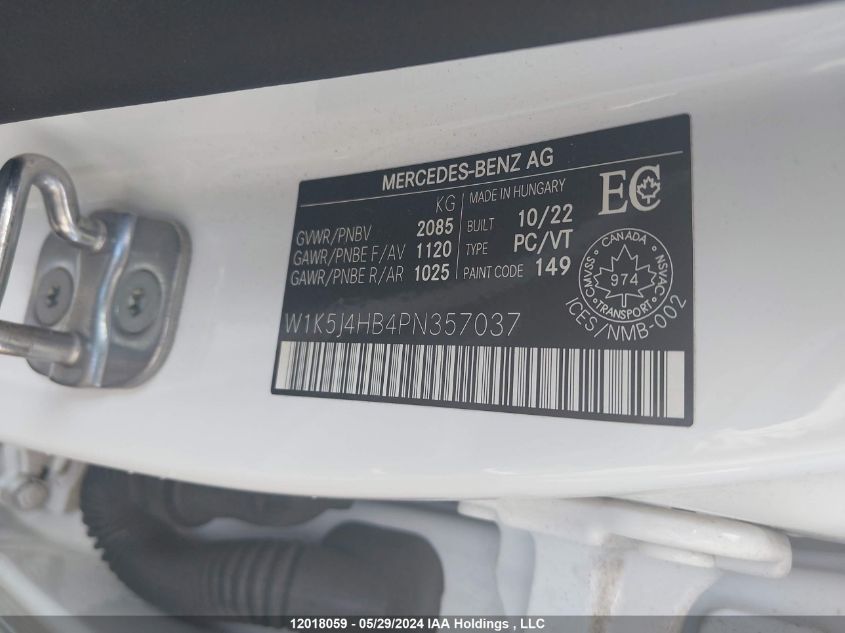 MERCEDES-BENZ AG
KG MADE IN HUNGARY EC
GVWR/PNBV 2085 BUILT 10/22
GAWR/PNBE F/AV 1120 TYPE PC/VT
GAWR/PNBE R/AR 1025 PAINT CODE 149
CANADA
CMVSS 974 NSVAC
TRANSPORT
ICES/NMB-002
W1K5J4HB4PN357037
12018059 - 05/29/2024 IAA Holdings , LLC